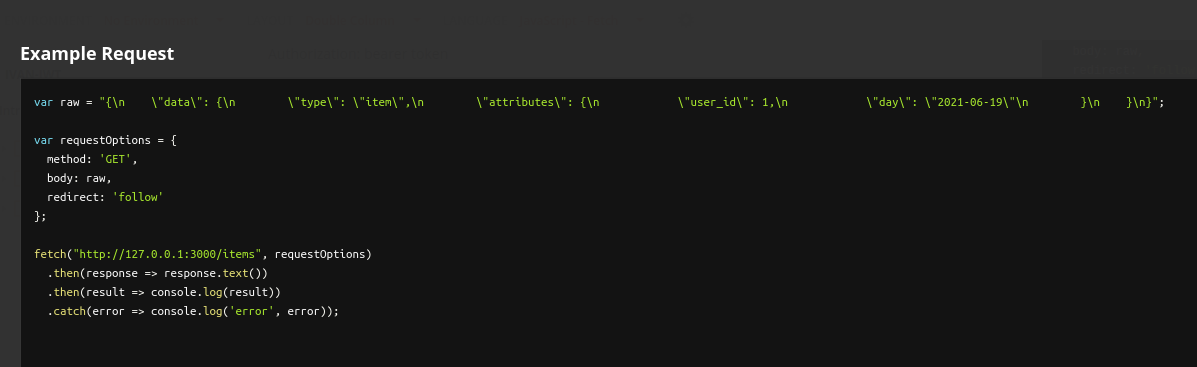 Example Request
var raw = "{\n    \"data\": {\n        \"type\": \"item\",\n        \"attributes\": {\n            \"user_id\": 1,\n            \"day\": \"2021-06-19\"\n        }\n    }\n}";
var requestOptions = {
  method: 'GET',
  body: raw,
  redirect: 'follow'
};
fetch("http://127.0.0.1:3000/items", requestOptions)
  .then(response => response.text())
  .then(result => console.log(result))
  .catch(error => console.log('error', error));